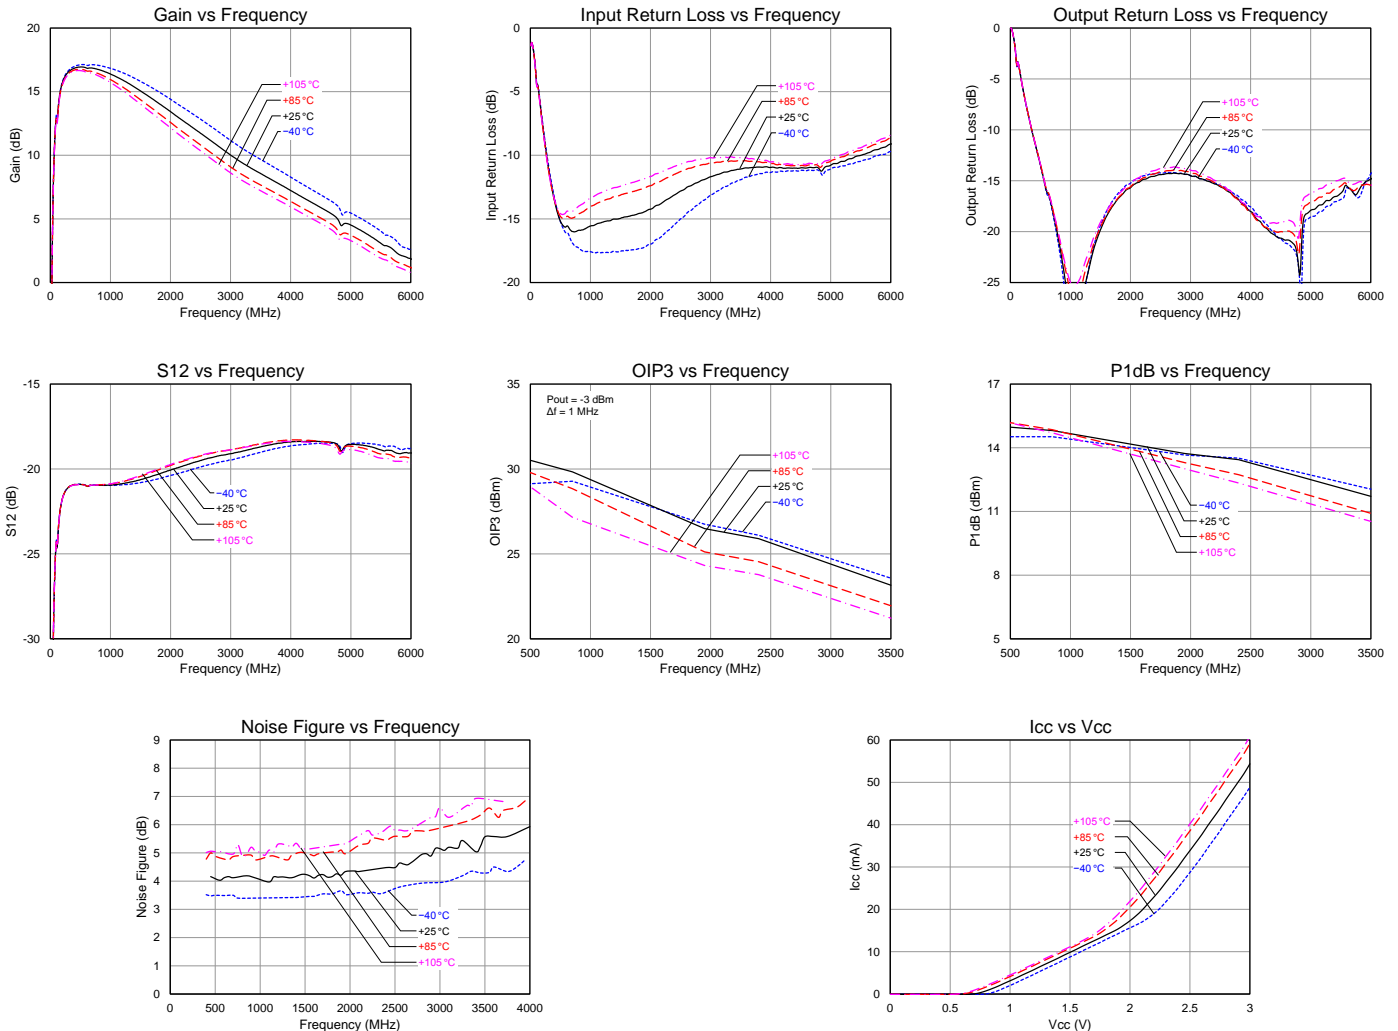 Gain vs Frequency
20
15
10
5
0
Gain (dB)
+105 °C
+85 °C
+25 °C
−40 °C
0 1000 2000 3000 4000 5000 6000
Frequency (MHz)
Input Return Loss vs Frequency
0
-5
-10
-15
-20
Input Return Loss (dB)
+105 °C
+85 °C
+25 °C
−40 °C
0 1000 2000 3000 4000 5000 6000
Frequency (MHz)
Output Return Loss vs Frequency
0
-5
-10
-15
-20
-25
Output Return Loss (dB)
+105 °C
+85 °C
+25 °C
−40 °C
0 1000 2000 3000 4000 5000 6000
Frequency (MHz)
S12 vs Frequency
-15
-20
-25
-30
S12 (dB)
−40 °C
+25 °C
+85 °C
+105 °C
0 1000 2000 3000 4000 5000 6000
Frequency (MHz)
OIP3 vs Frequency
35
30
25
20
OIP3 (dBm)
Pout = -3 dBm
Δf = 1 MHz
+105 °C
+85 °C
+25 °C
−40 °C
500 1000 1500 2000 2500 3000 3500
Frequency (MHz)
P1dB vs Frequency
17
14
11
8
5
P1dB (dBm)
−40 °C
+25 °C
+85 °C
+105 °C
500 1000 1500 2000 2500 3000 3500
Frequency (MHz)
Noise Figure vs Frequency
9
8
7
6
5
4
3
2
1
0
Noise Figure (dB)
−40 °C
+25 °C
+85 °C
+105 °C
0 500 1000 1500 2000 2500 3000 3500 4000
Frequency (MHz)
Icc vs Vcc
60
50
40
30
20
10
0
Icc (mA)
+105 °C
+85 °C
+25 °C
−40 °C
0 0.5 1 1.5 2 2.5 3
Vcc (V)